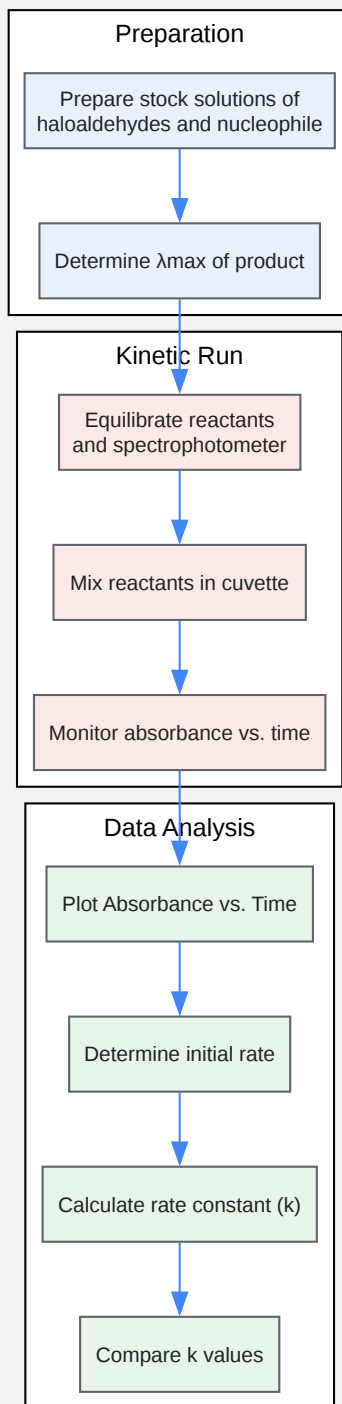 Preparation
Prepare stock solutions of
haloaldehydes and nucleophile
Determine λmax of product
Kinetic Run
Equilibrate reactants
and spectrophotometer
Mix reactants in cuvette
Monitor absorbance vs. time
Data Analysis
Plot Absorbance vs. Time
Determine initial rate
Calculate rate constant (k)
Compare k values